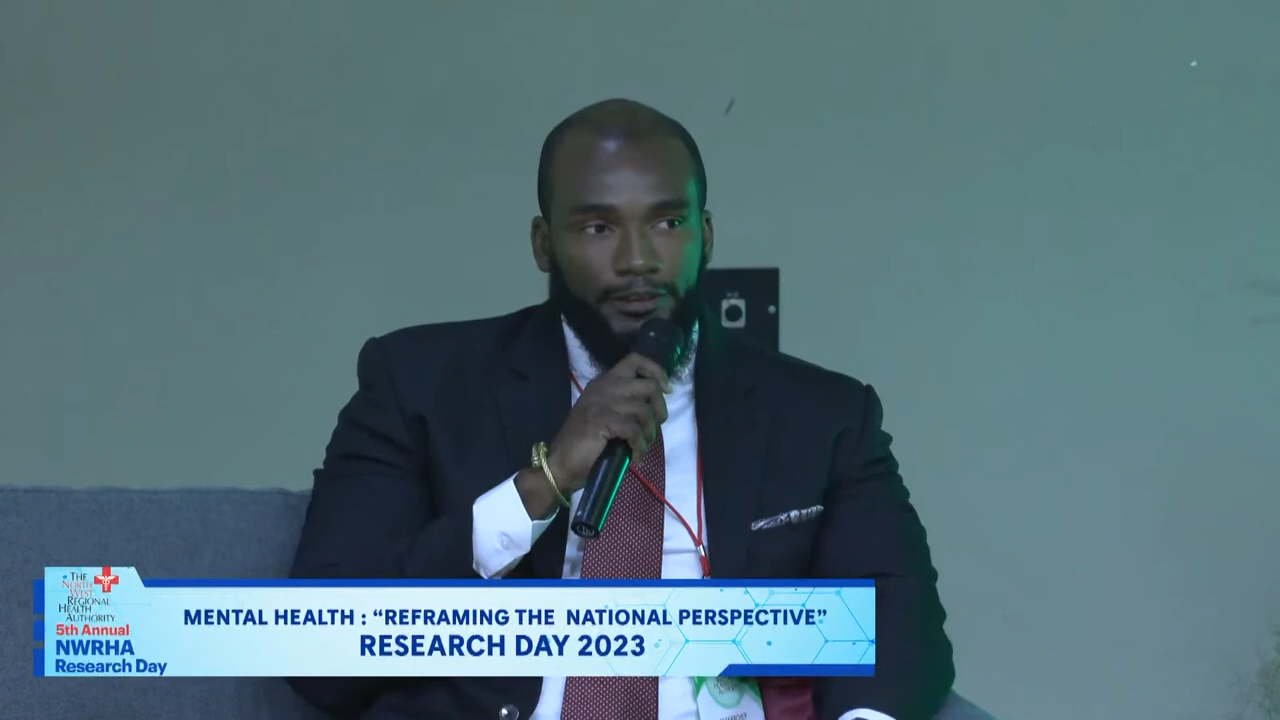 THE
NORTH
WEST
REGIONAL
HEALTH
AUTHORITY
5th Annual
NWRHA
Research Day
MENTAL HEALTH : “REFRAMING THE NATIONAL PERSPECTIVE”
RESEARCH DAY 2023